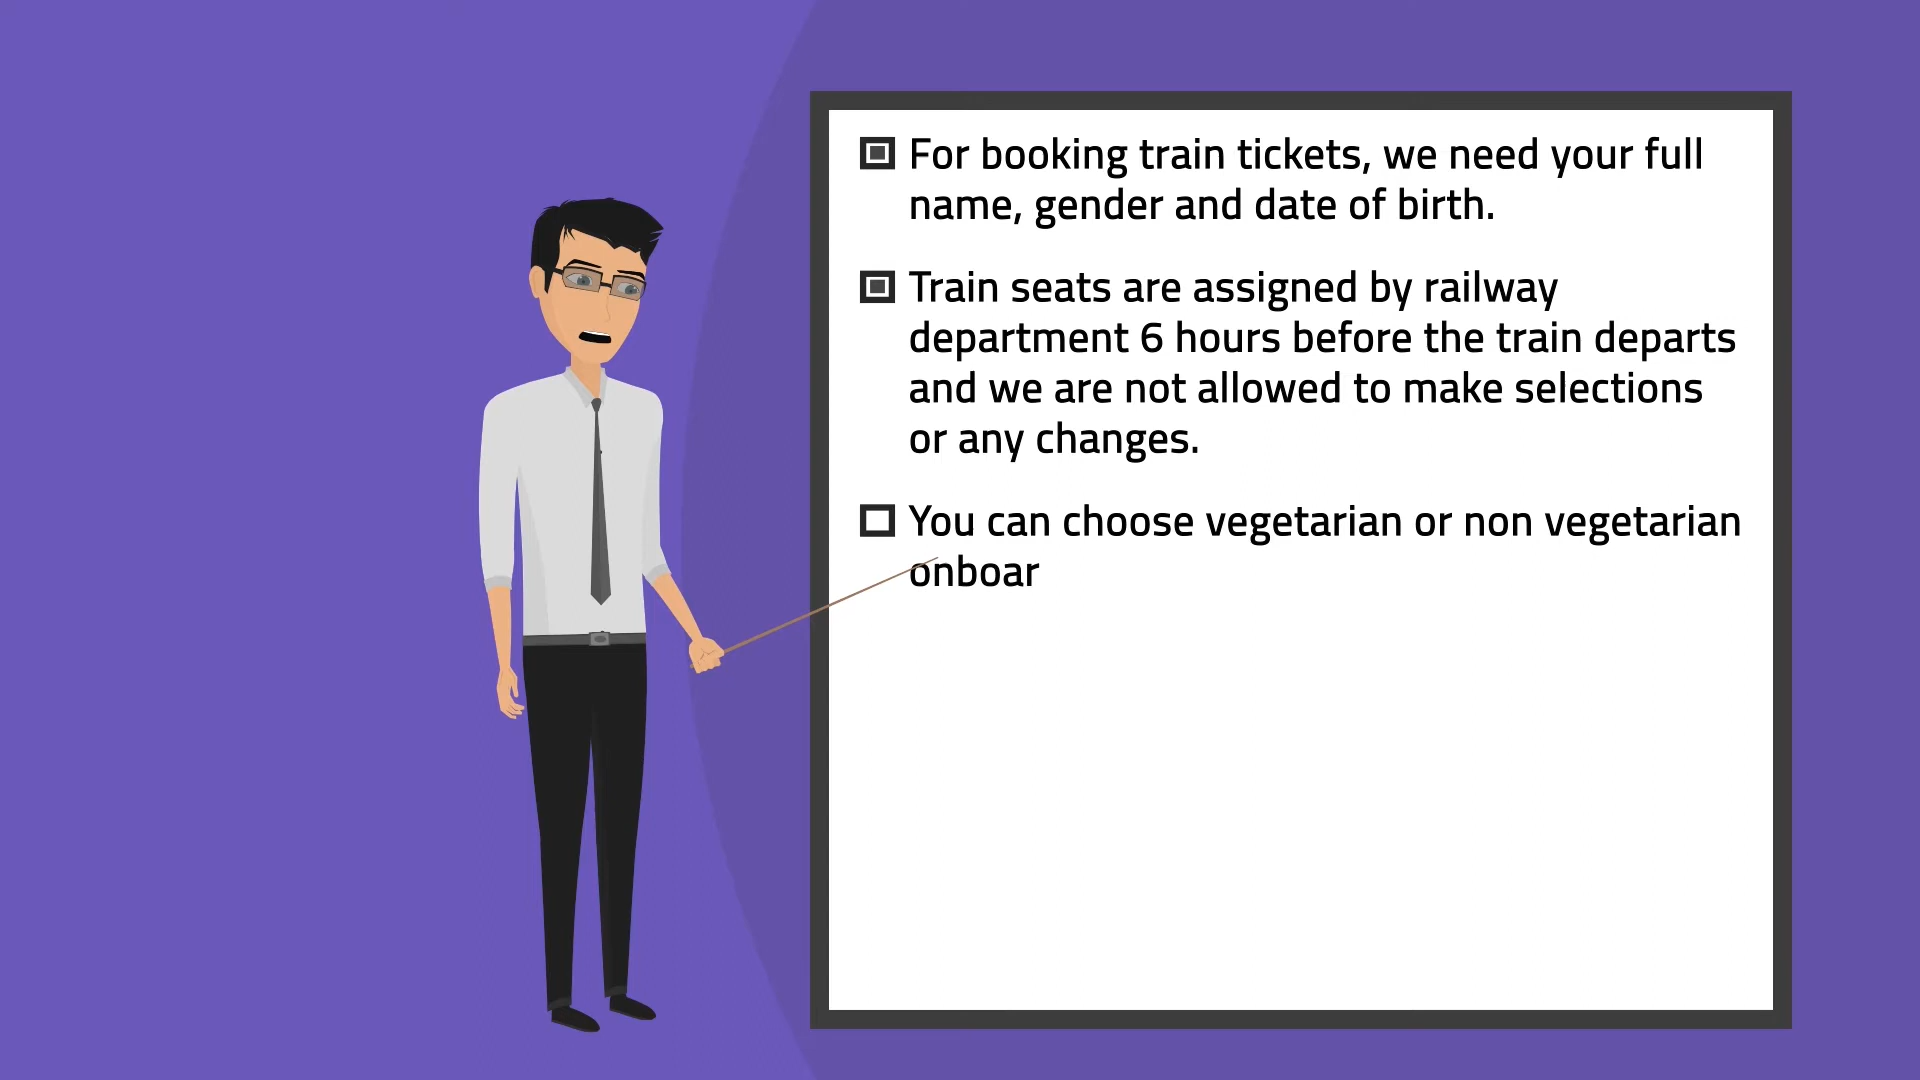 For booking train tickets, we need your full
name, gender and date of birth.
Train seats are assigned by railway
department 6 hours before the train departs
and we are not allowed to make selections
or any changes.
You can choose vegetarian or non vegetarian
onboar